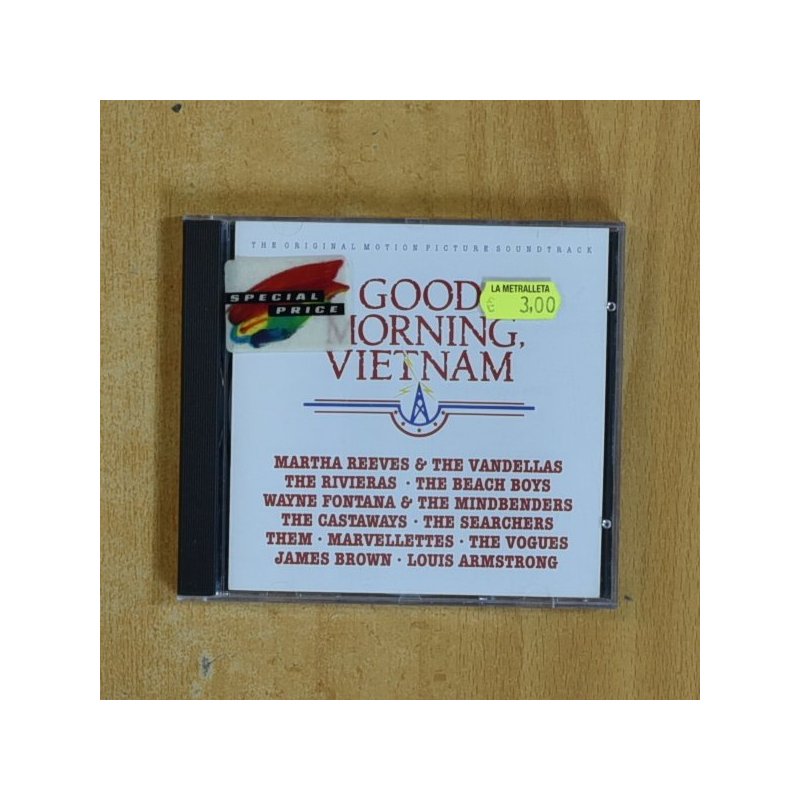 THE ORIGINAL MOTION PICTURE SOUNDTRACK
SPECIAL
PRICE
GOOD
MORNING,
VIETNAM
LA METRALLETA
€ 3,00
MARTHA REEVES & THE VANDELLAS
THE RIVIERAS · THE BEACH BOYS
WAYNE FONTANA & THE MINDBENDERS
THE CASTAWAYS · THE SEARCHERS
THEM · MARVELLETTES · THE VOGUES
JAMES BROWN · LOUIS ARMSTRONG